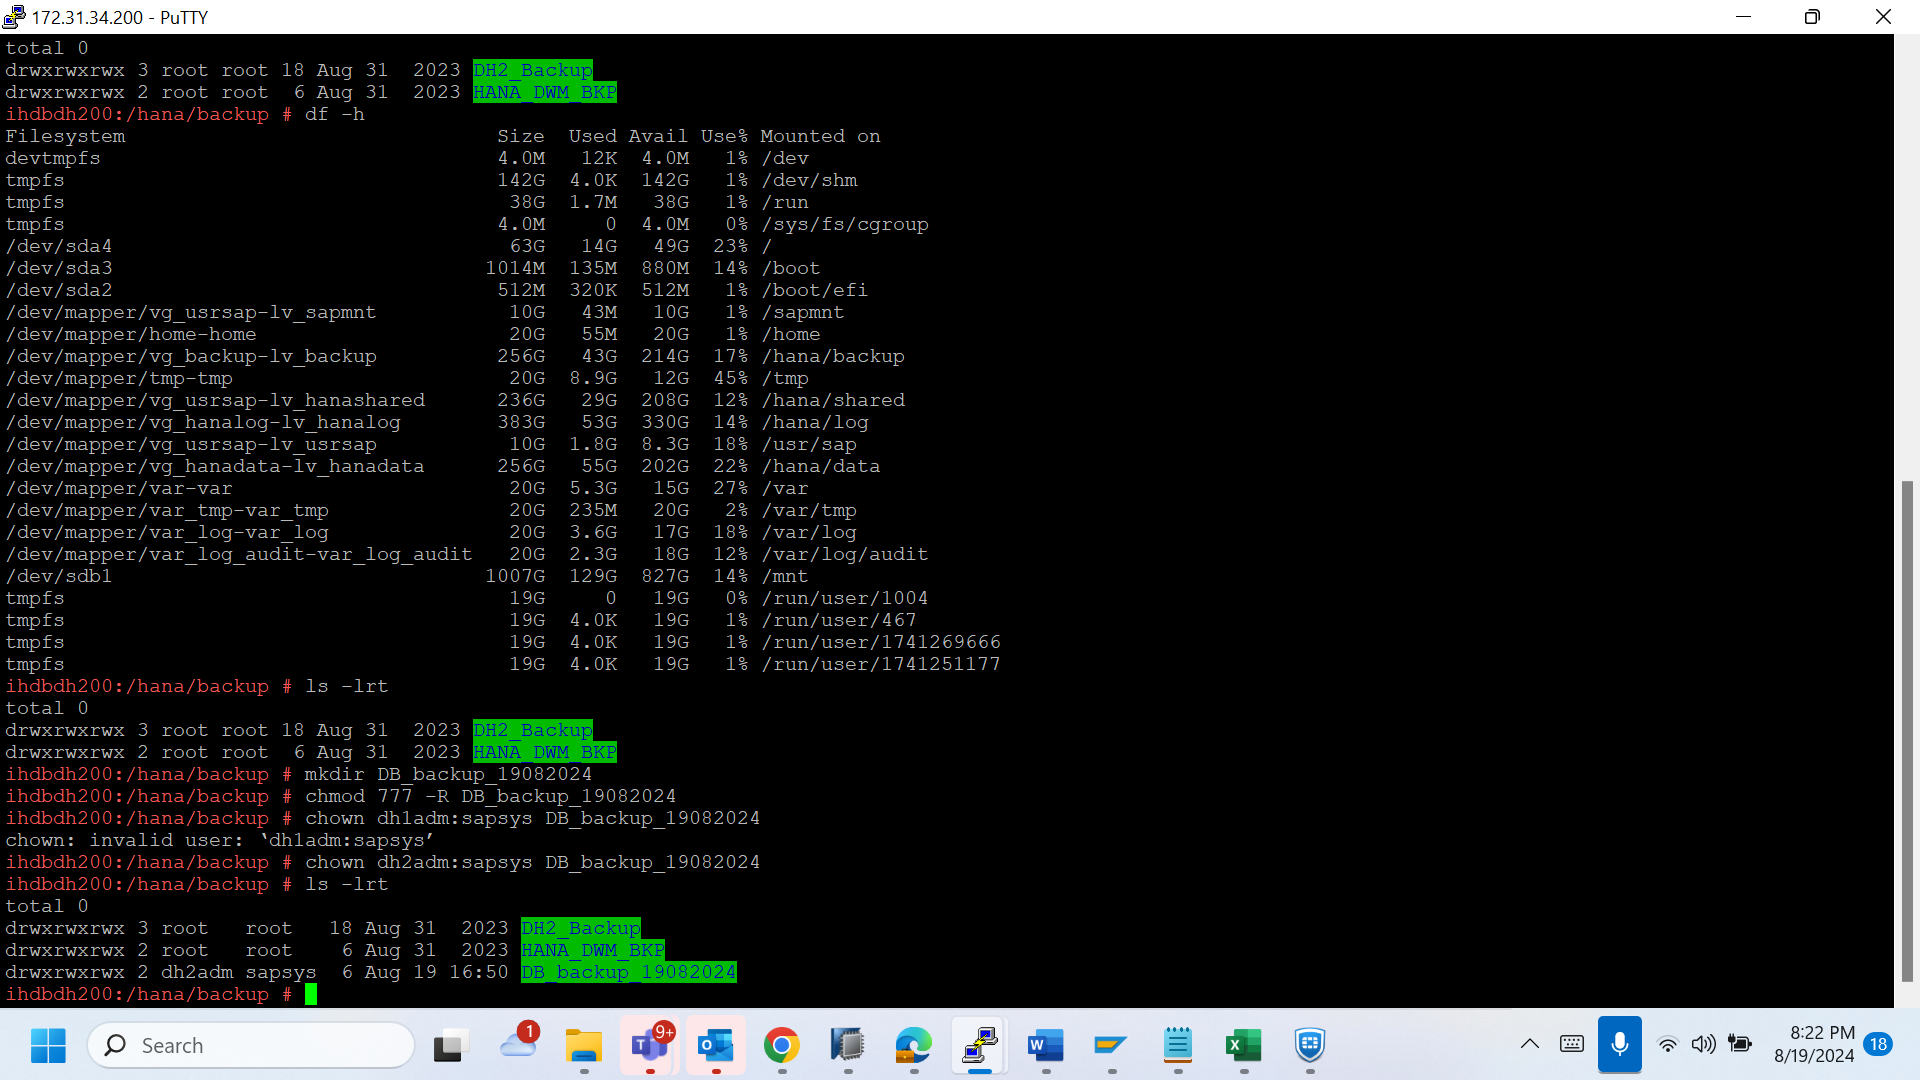 172.31.34.200 - PuTTY
total 0
drwxrwxrwx 3 root root 18 Aug 31  2023 DH2_Backup
drwxrwxrwx 2 root root  6 Aug 31  2023 HANA_DWM_BKP
ihdbdh200:/hana/backup # df -h
Filesystem                               Size  Used Avail Use% Mounted on
devtmpfs                                 4.0M   12K  4.0M   1% /dev
tmpfs                                    142G  4.0K  142G   1% /dev/shm
tmpfs                                     38G  1.7M   38G   1% /run
tmpfs                                    4.0M     0  4.0M   0% /sys/fs/cgroup
/dev/sda4                                 63G   14G   49G  23% /
/dev/sda3                               1014M  135M  880M  14% /boot
/dev/sda2                                512M  320K  512M   1% /boot/efi
/dev/mapper/vg_usrsap-lv_sapmnt           10G   43M   10G   1% /sapmnt
/dev/mapper/home-home                     20G   55M   20G   1% /home
/dev/mapper/vg_backup-lv_backup          256G   43G  214G  17% /hana/backup
/dev/mapper/tmp-tmp                       20G  8.9G   12G  45% /tmp
/dev/mapper/vg_usrsap-lv_hanashared      236G   29G  208G  12% /hana/shared
/dev/mapper/vg_hanalog-lv_hanalog        383G   53G  330G  14% /hana/log
/dev/mapper/vg_usrsap-lv_usrsap           10G  1.8G  8.3G  18% /usr/sap
/dev/mapper/vg_hanadata-lv_hanadata      256G   55G  202G  22% /hana/data
/dev/mapper/var-var                       20G  5.3G   15G  27% /var
/dev/mapper/var_tmp-var_tmp               20G  235M   20G   2% /var/tmp
/dev/mapper/var_log-var_log               20G  3.6G   17G  18% /var/log
/dev/mapper/var_log_audit-var_log_audit   20G  2.3G   18G  12% /var/log/audit
/dev/sdb1                               1007G  129G  827G  14% /mnt
tmpfs                                     19G     0   19G   0% /run/user/1004
tmpfs                                     19G  4.0K   19G   1% /run/user/467
tmpfs                                     19G  4.0K   19G   1% /run/user/1741269666
tmpfs                                     19G  4.0K   19G   1% /run/user/1741251177
ihdbdh200:/hana/backup # ls -lrt
total 0
drwxrwxrwx 3 root root 18 Aug 31  2023 DH2_Backup
drwxrwxrwx 2 root root  6 Aug 31  2023 HANA_DWM_BKP
ihdbdh200:/hana/backup # mkdir DB_backup_19082024
ihdbdh200:/hana/backup # chmod 777 -R DB_backup_19082024
ihdbdh200:/hana/backup # chown dh1adm:sapsys DB_backup_19082024
chown: invalid user: ‘dh1adm:sapsys’
ihdbdh200:/hana/backup # chown dh2adm:sapsys DB_backup_19082024
ihdbdh200:/hana/backup # ls -lrt
total 0
drwxrwxrwx 3 root   root   18 Aug 31  2023 DH2_Backup
drwxrwxrwx 2 root   root    6 Aug 31  2023 HANA_DWM_BKP
drwxrwxrwx 2 dh2adm sapsys  6 Aug 19 16:50 DB_backup_19082024
ihdbdh200:/hana/backup #
Search
1
9+
8:22 PM
8/19/2024
18